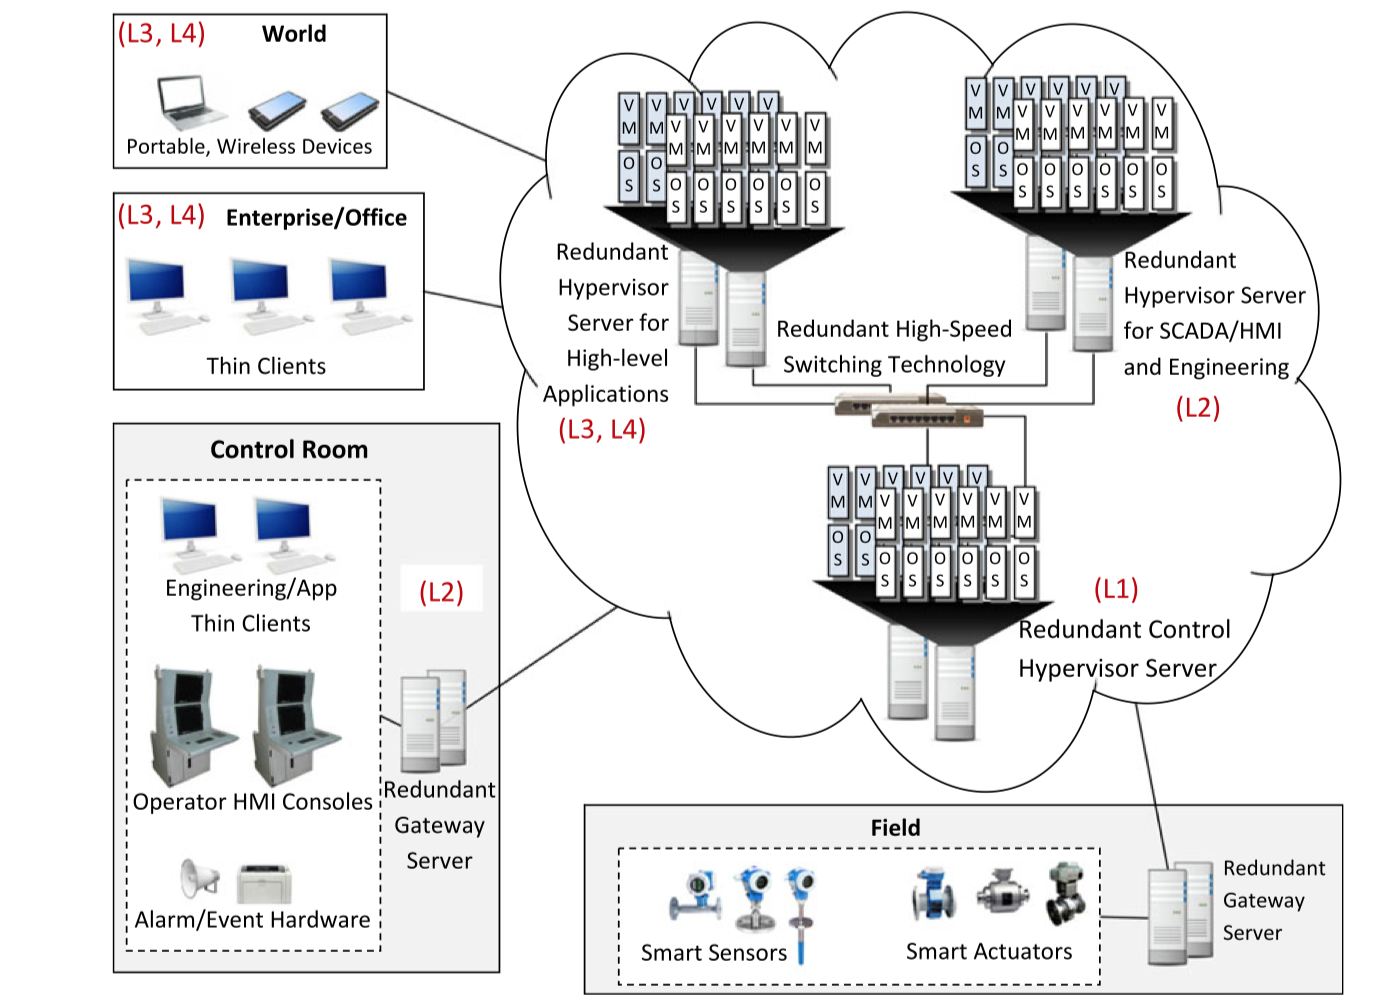 (L3, L4) World
Portable, Wireless Devices
(L3, L4) Enterprise/Office
Thin Clients
Control Room
Engineering/App
Thin Clients
(L2)
Operator HMI Consoles
Redundant
Gateway
Server
Alarm/Event Hardware
V V V V V V
M M
V V V V V V
M M M M M M
O O
S S
O O O O O O
S S S S S S
Redundant
Hypervisor
Server for
High-level
Applications
(L3, L4)
Redundant High-Speed
Switching Technology
V V V V V V
M M
V V V V V V
M M M M M M
O O
S S
O O O O O O
S S S S S S
Redundant
Hypervisor Server
for SCADA/HMI
and Engineering
(L2)
V V V V V V
M M
V V V V V V
M M M M M M
O O
S S
O O O O O O
S S S S S S
(L1)
Redundant Control
Hypervisor Server
Field
Smart Sensors
Smart Actuators
Redundant
Gateway
Server